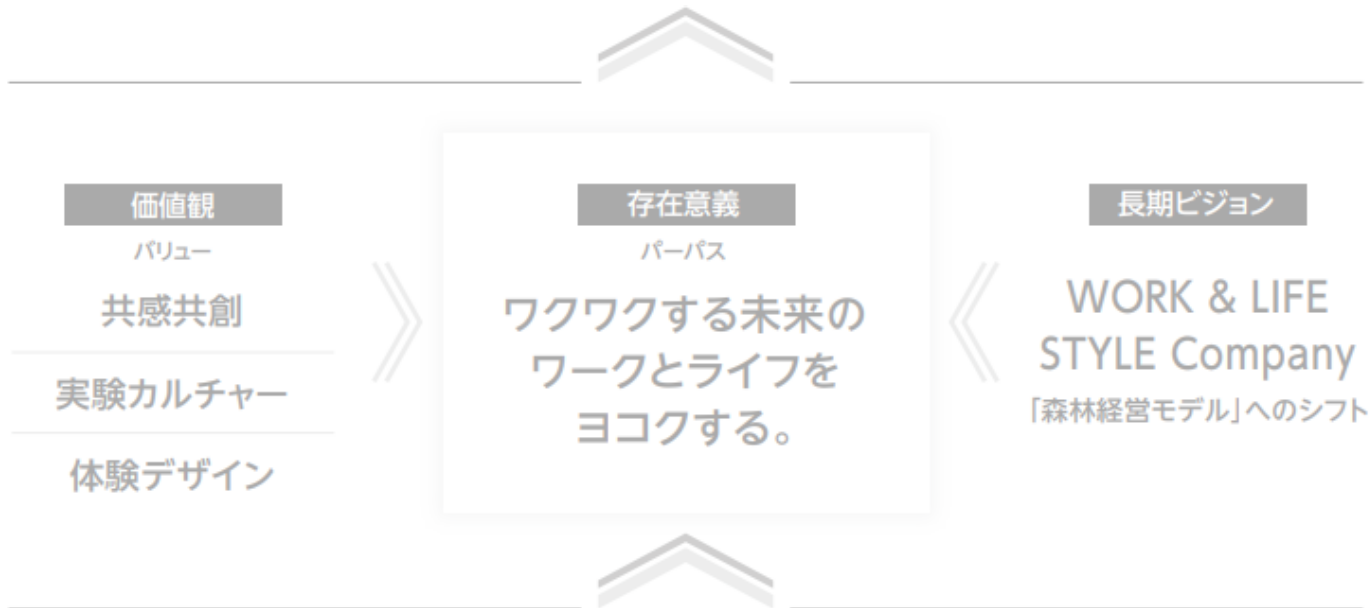 価値観
バリュー
共感共創
実験カルチャー
体験デザイン
存在意義
パーパス
ワクワクする未来の
ワークとライフを
ヨコクする。
長期ビジョン
WORK & LIFE
STYLE Company
「森林経営モデル」へのシフト